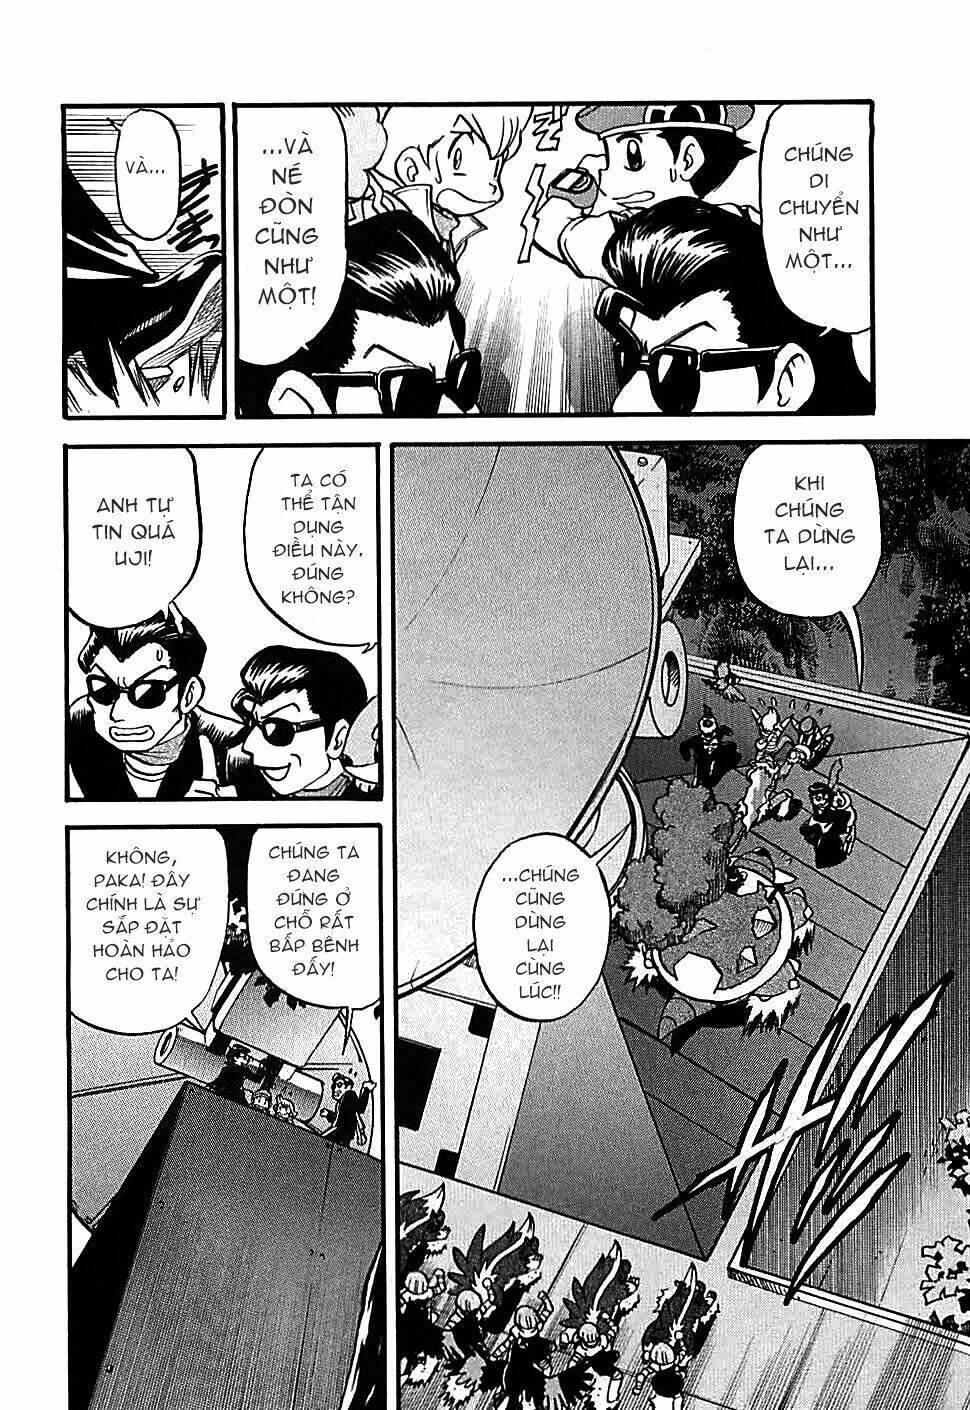 CHÚNG
DI
CHUYỂN
NHƯ
MỘT...
...VÀ
NÉ
ĐÒN
CŨNG
NHƯ
MỘT!
VÀ...
KHI
CHÚNG
TA DỪNG
LẠI...
...CHÚNG
CŨNG
DÙNG
LẠI
CÙNG
LÚC!!
TA CÓ
THỂ TẬN
DỤNG
ĐIỀU NÀY,
ĐÚNG
KHÔNG?
ANH TỰ
TIN QUÁ
UJI!
CHÚNG TA
ĐANG
ĐÚNG Ở
CHỖ RẤT
BẤP BÊNH
ĐẤY!
KHÔNG,
PAKA! ĐÂY
CHÍNH LÀ SỰ
SẮP ĐẶT
HOÀN HẢO
CHO TA!